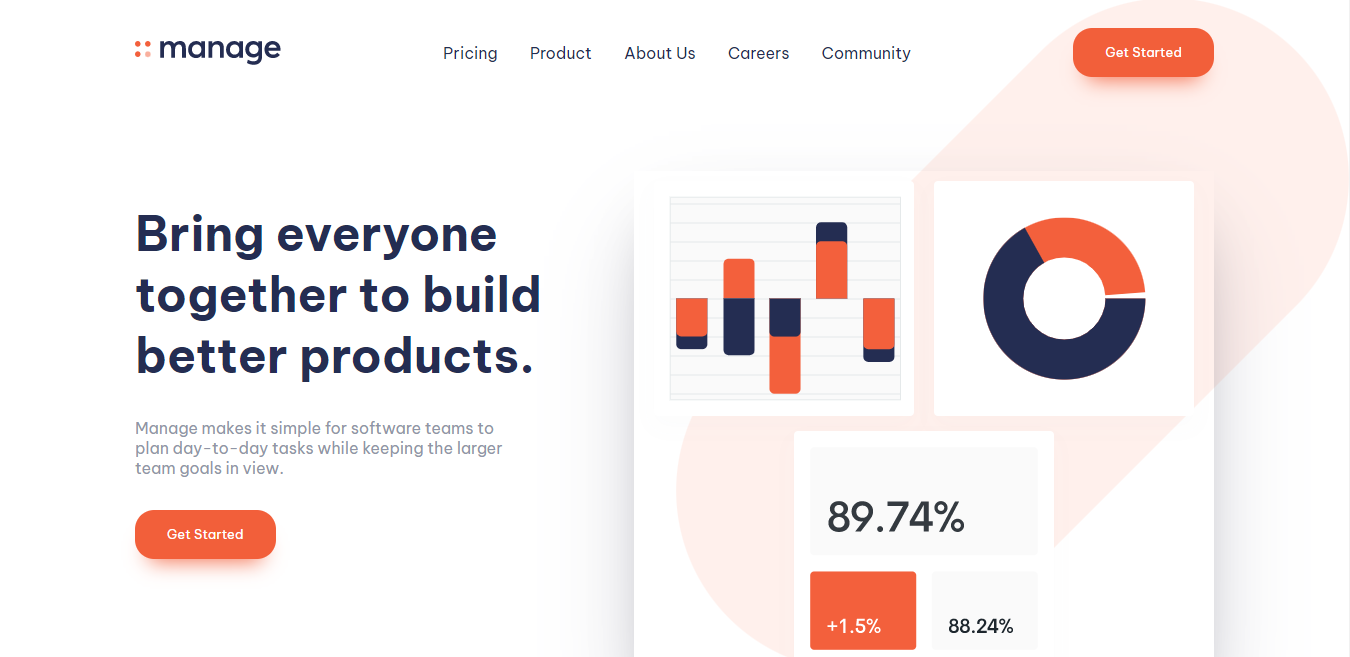 manage
Pricing Product About Us Careers Community
Get Started
Bring everyone
together to build
better products.
Manage makes it simple for software teams to
plan day-to-day tasks while keeping the larger
team goals in view.
Get Started
89.74%
+1.5% 88.24%